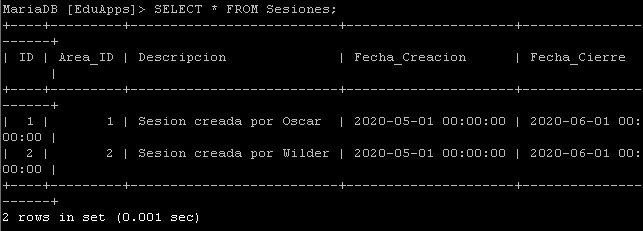 MariaDB [EduApps]> SELECT * FROM Sesiones;
+----+---------+---------------------------+---------------------+---------------
------+
| ID | Area_ID | Descripcion               | Fecha_Creacion      | Fecha_Cierre
      |
+----+---------+---------------------------+---------------------+---------------
------+
|  1 |       1 | Sesion creada por Oscar   | 2020-05-01 00:00:00 | 2020-06-01 00:
00:00 |
|  2 |       2 | Sesion creada por Wilder  | 2020-05-01 00:00:00 | 2020-06-01 00:
00:00 |
+----+---------+---------------------------+---------------------+---------------
------+
2 rows in set (0.001 sec)